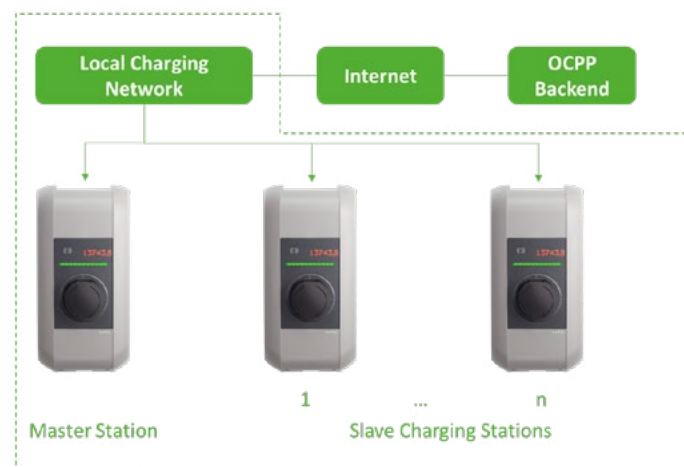 Local Charging
Network
Internet
OCPP
Backend
1
...
n
Master Station
Slave Charging Stations